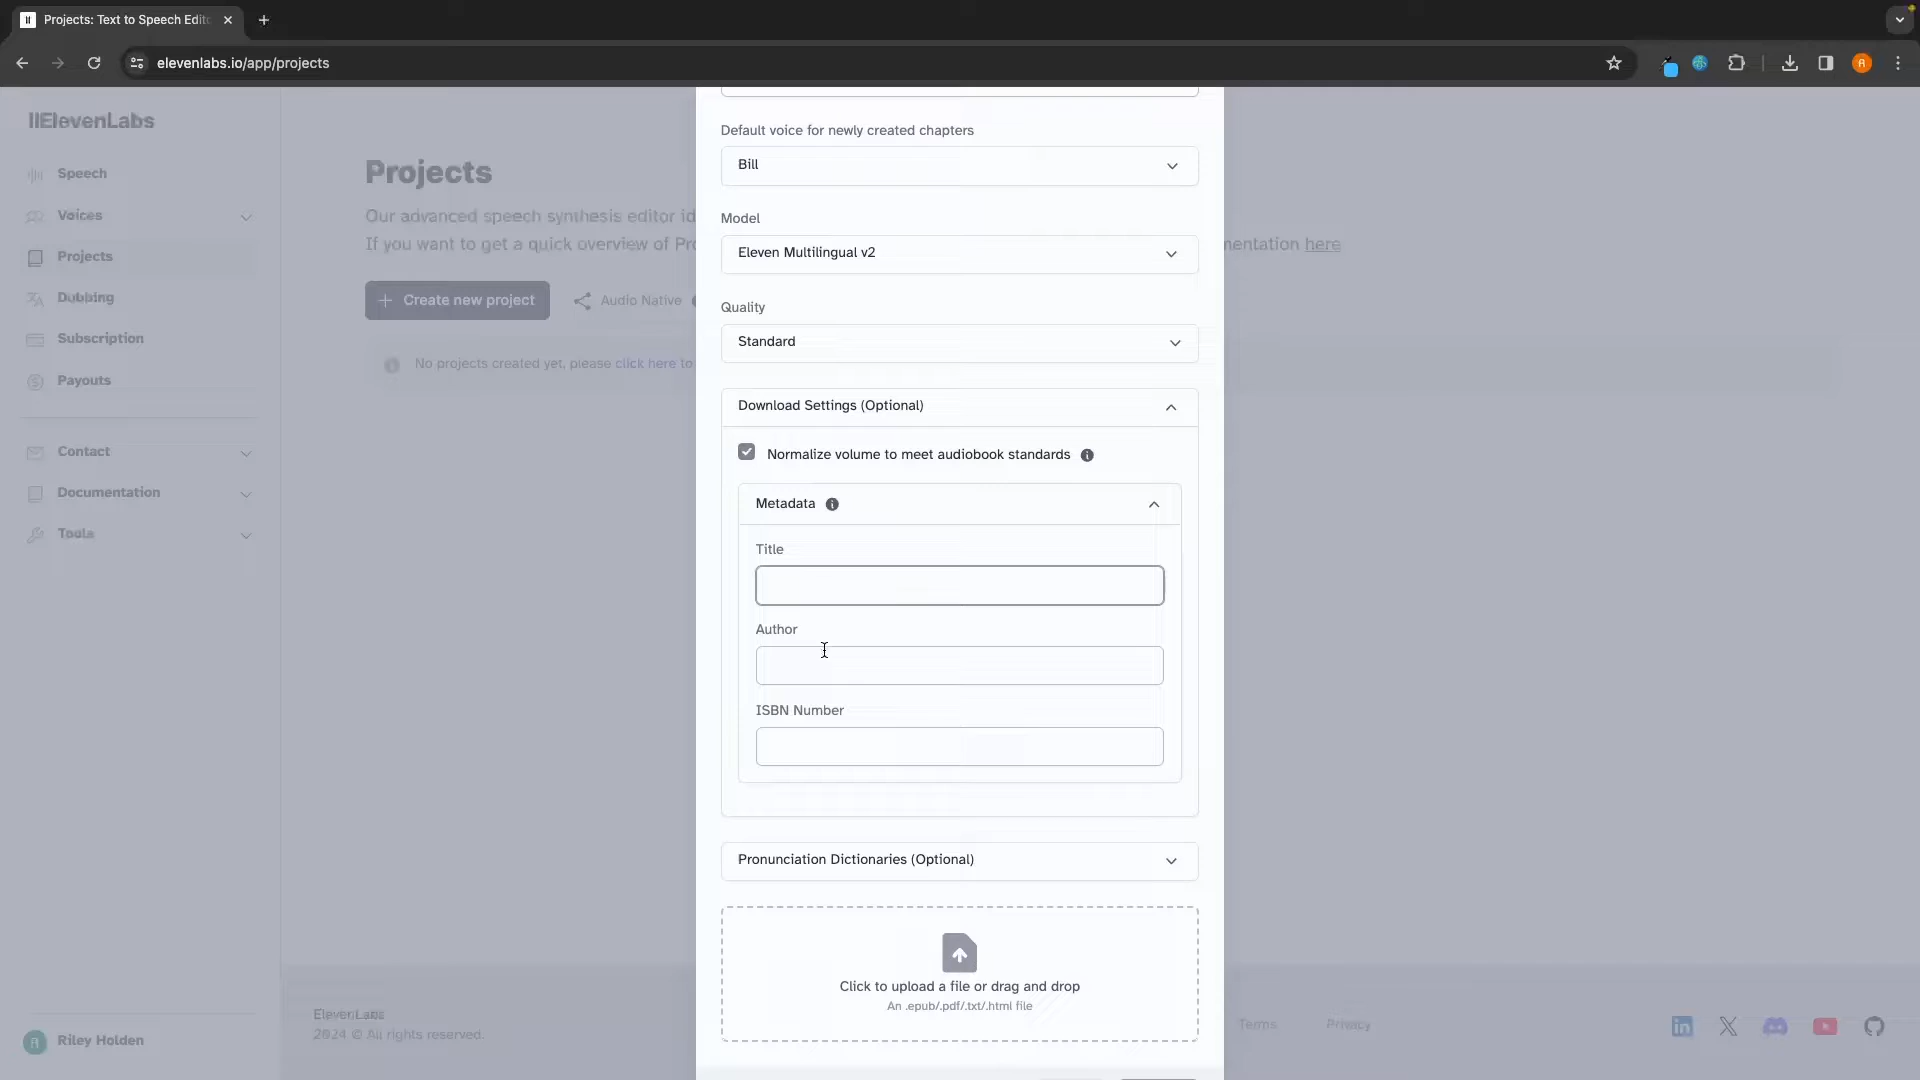 Projects: Text to Speech Edito
elevenlabs.io/app/projects
IIElevenLabs
Speech
Voices
Projects
Dubbing
Subscription
Payouts
Contact
Documentation
Tools
R
Riley Holden
Projects
Our advanced speech synthesis editor id
If you want to get a quick overview of Pro
mentation here
Create new project
Audio Native
No projects created yet, please click here to
Default voice for newly created chapters
Bill
Model
Eleven Multilingual v2
Quality
Standard
Download Settings (Optional)
Normalize volume to meet audiobook standards
Metadata
Title
Author
ISBN Number
Pronunciation Dictionaries (Optional)
Click to upload a file or drag and drop
An .epub/.pdf/.txt/.html file
Eleven Labs
2024 © All rights reserved.
Terms
Privacy